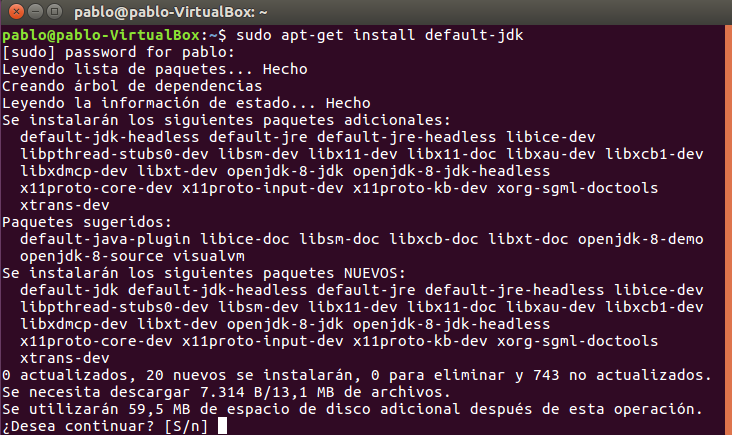 pablo@pablo-VirtualBox: ~
pablo@pablo-VirtualBox:~$ sudo apt-get install default-jdk
[sudo] password for pablo:
Leyendo lista de paquetes... Hecho
Creando árbol de dependencias
Leyendo la información de estado... Hecho
Se instalarán los siguientes paquetes adicionales:
  default-jdk-headless default-jre default-jre-headless libice-dev
  libpthread-stubs0-dev libsm-dev libx11-dev libx11-doc libxau-dev libxcb1-dev
  libxdmcp-dev libxt-dev openjdk-8-jdk openjdk-8-jdk-headless
  x11proto-core-dev x11proto-input-dev x11proto-kb-dev xorg-sgml-doctools
  xtrans-dev
Paquetes sugeridos:
  default-java-plugin libice-doc libsm-doc libxcb-doc libxt-doc openjdk-8-demo
  openjdk-8-source visualvm
Se instalarán los siguientes paquetes NUEVOS:
  default-jdk default-jdk-headless default-jre default-jre-headless libice-dev
  libpthread-stubs0-dev libsm-dev libx11-dev libx11-doc libxau-dev libxcb1-dev
  libxdmcp-dev libxt-dev openjdk-8-jdk openjdk-8-jdk-headless
  x11proto-core-dev x11proto-input-dev x11proto-kb-dev xorg-sgml-doctools
  xtrans-dev
0 actualizados, 20 nuevos se instalarán, 0 para eliminar y 743 no actualizados.
Se necesita descargar 7.314 B/13,1 MB de archivos.
Se utilizarán 59,5 MB de espacio de disco adicional después de esta operación.
¿Desea continuar? [S/n]